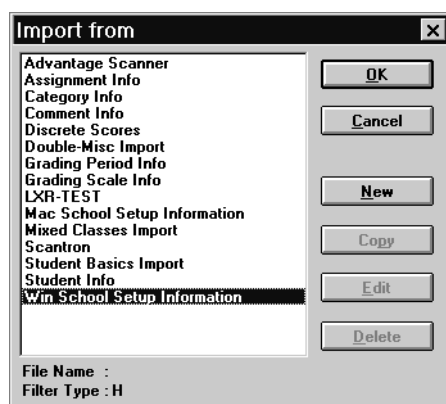 Import from
Advantage Scanner
Assignment Info
Category Info
Comment Info
Discrete Scores
Double-Misc Import
Grading Period Info
Grading Scale Info
LXR-TEST
Mac School Setup Information
Mixed Classes Import
Scantron
Student Basics Import
Student Info
Win School Setup Information
OK
Cancel
New
Copy
Edit
Delete
File Name :
Filter Type : H